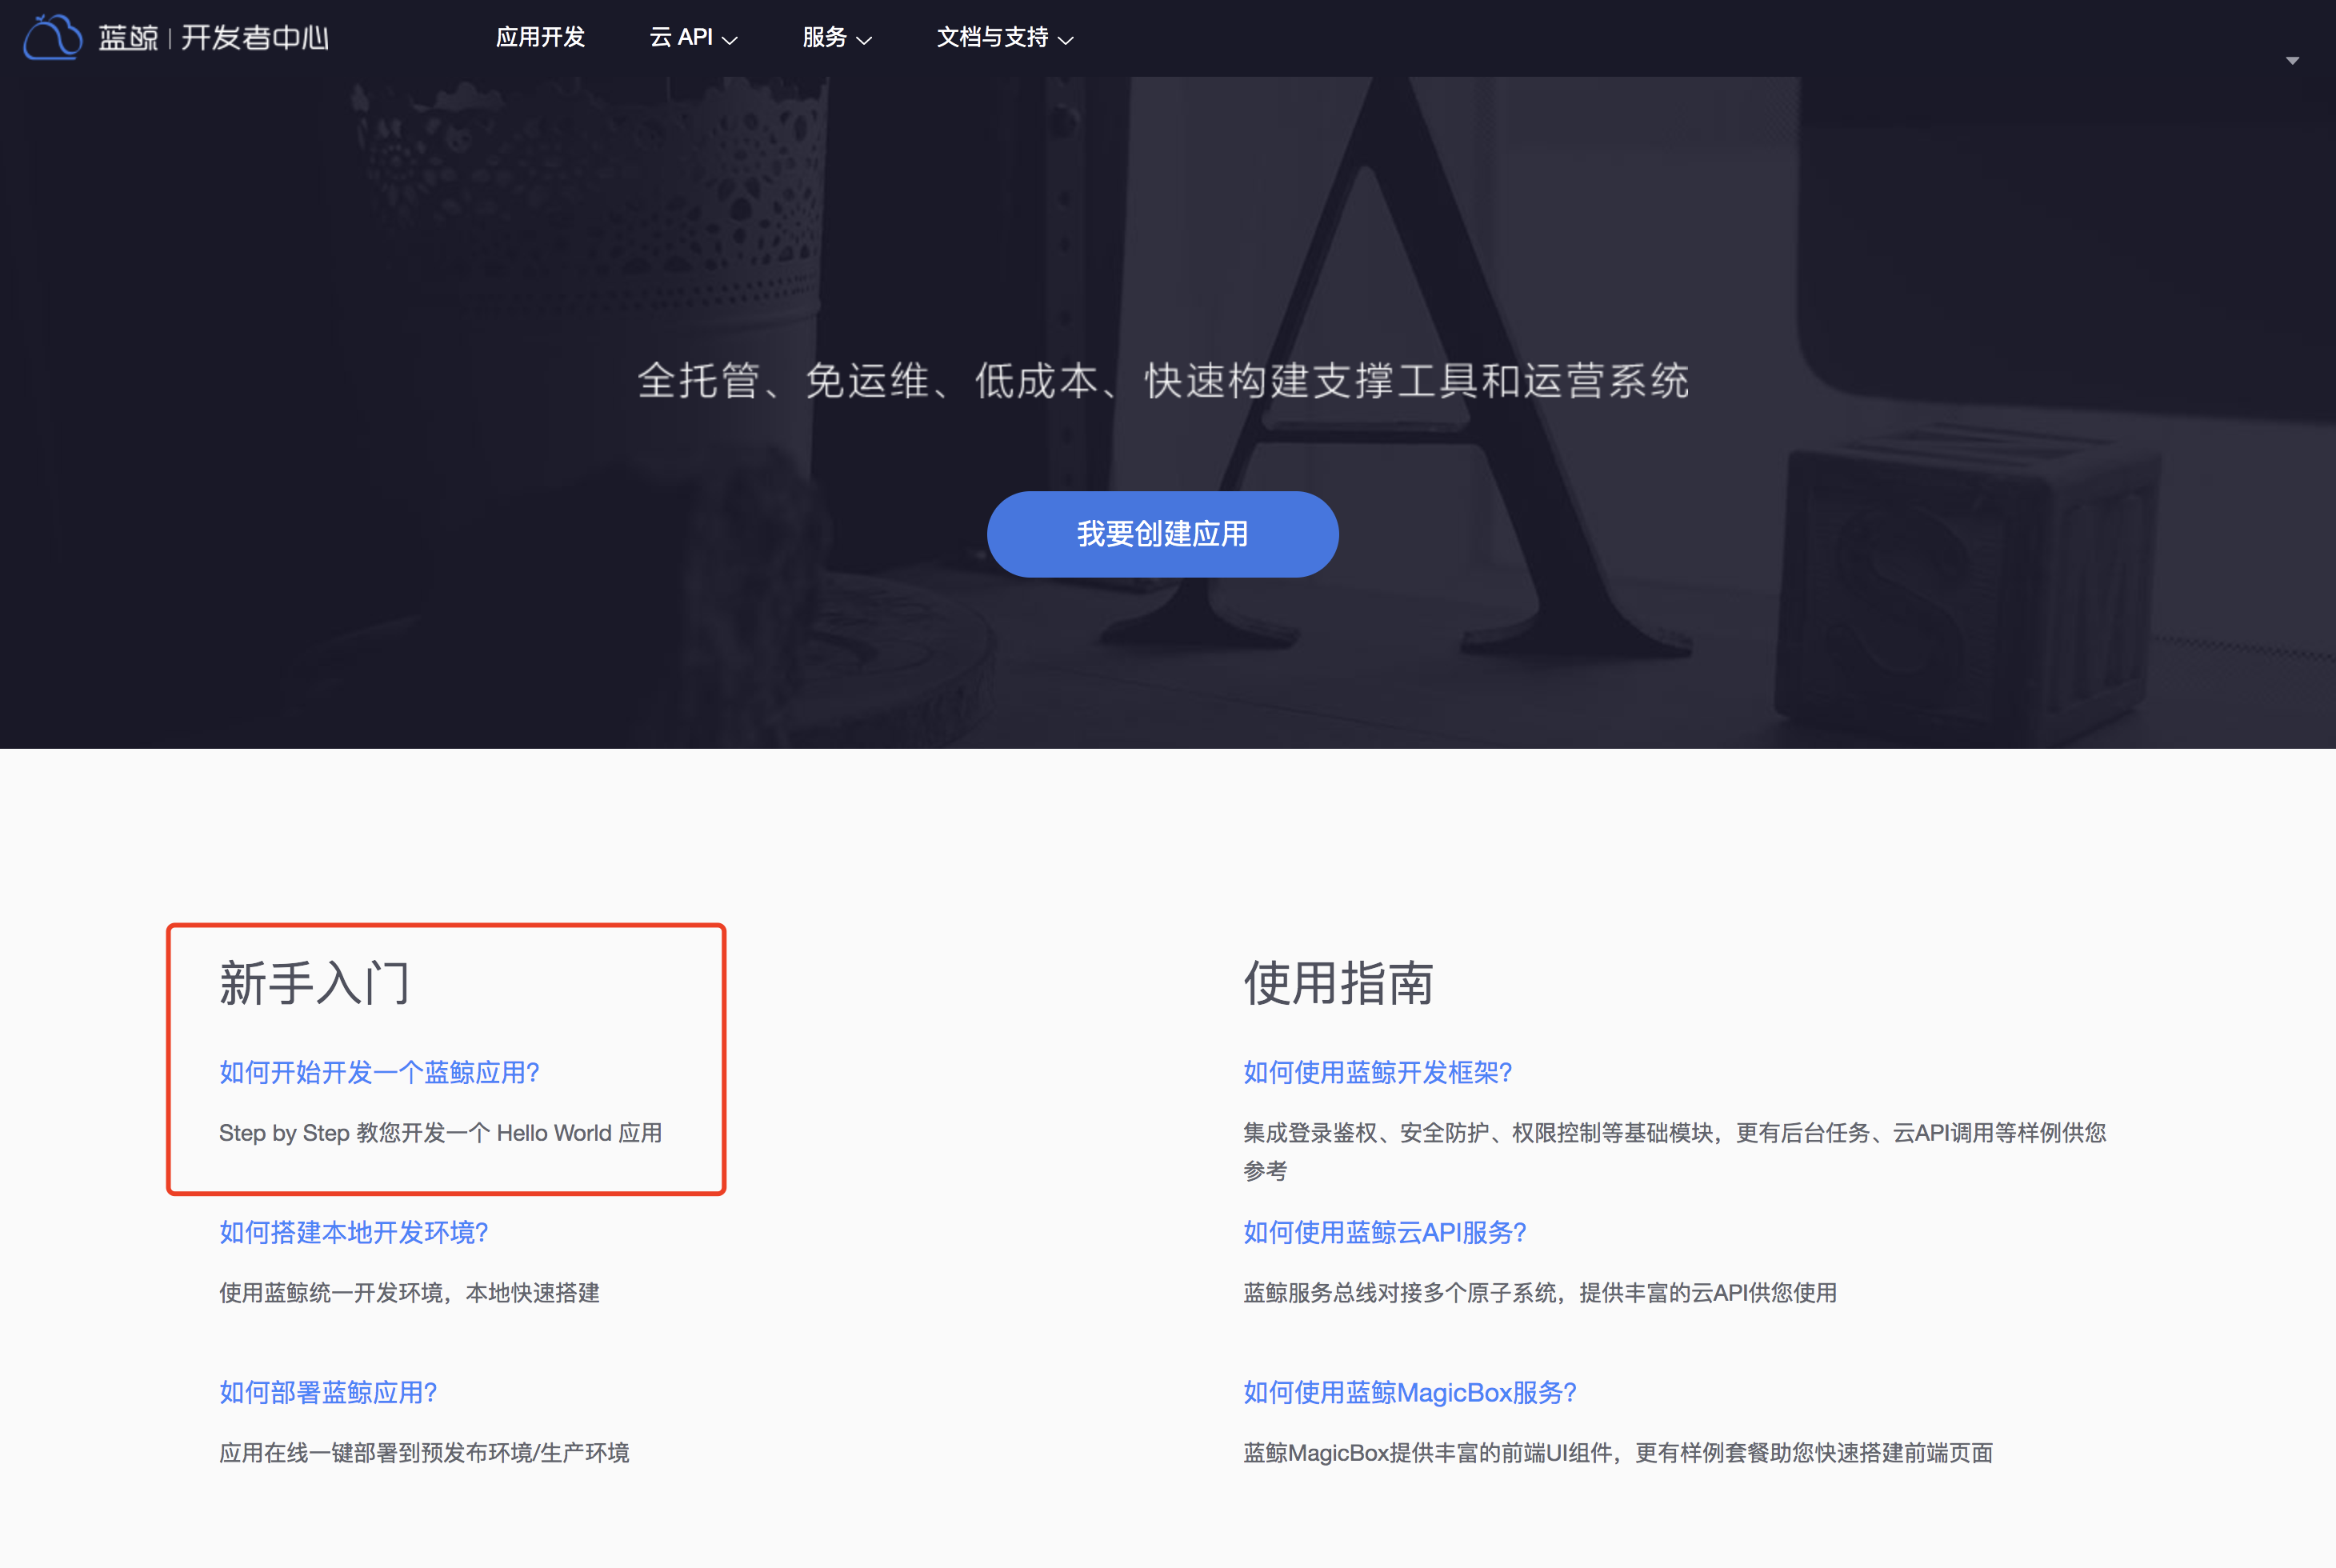 蓝鲸 | 开发者中心
应用开发
云 API
服务
文档与支持
全托管、免运维、低成本、快速构建支撑工具和运营系统
我要创建应用
新手入门
如何开始开发一个蓝鲸应用?
Step by Step 教您开发一个 Hello World 应用
如何搭建本地开发环境?
使用蓝鲸统一开发环境，本地快速搭建
如何部署蓝鲸应用?
应用在线一键部署到预发布环境/生产环境
使用指南
如何使用蓝鲸开发框架?
集成登录鉴权、安全防护、权限控制等基础模块，更有后台任务、云API调用等样例供您
参考
如何使用蓝鲸云API服务?
蓝鲸服务总线对接多个原子系统，提供丰富的云API供您使用
如何使用蓝鲸MagicBox服务?
蓝鲸MagicBox提供丰富的前端UI组件，更有样例套餐助您快速搭建前端页面